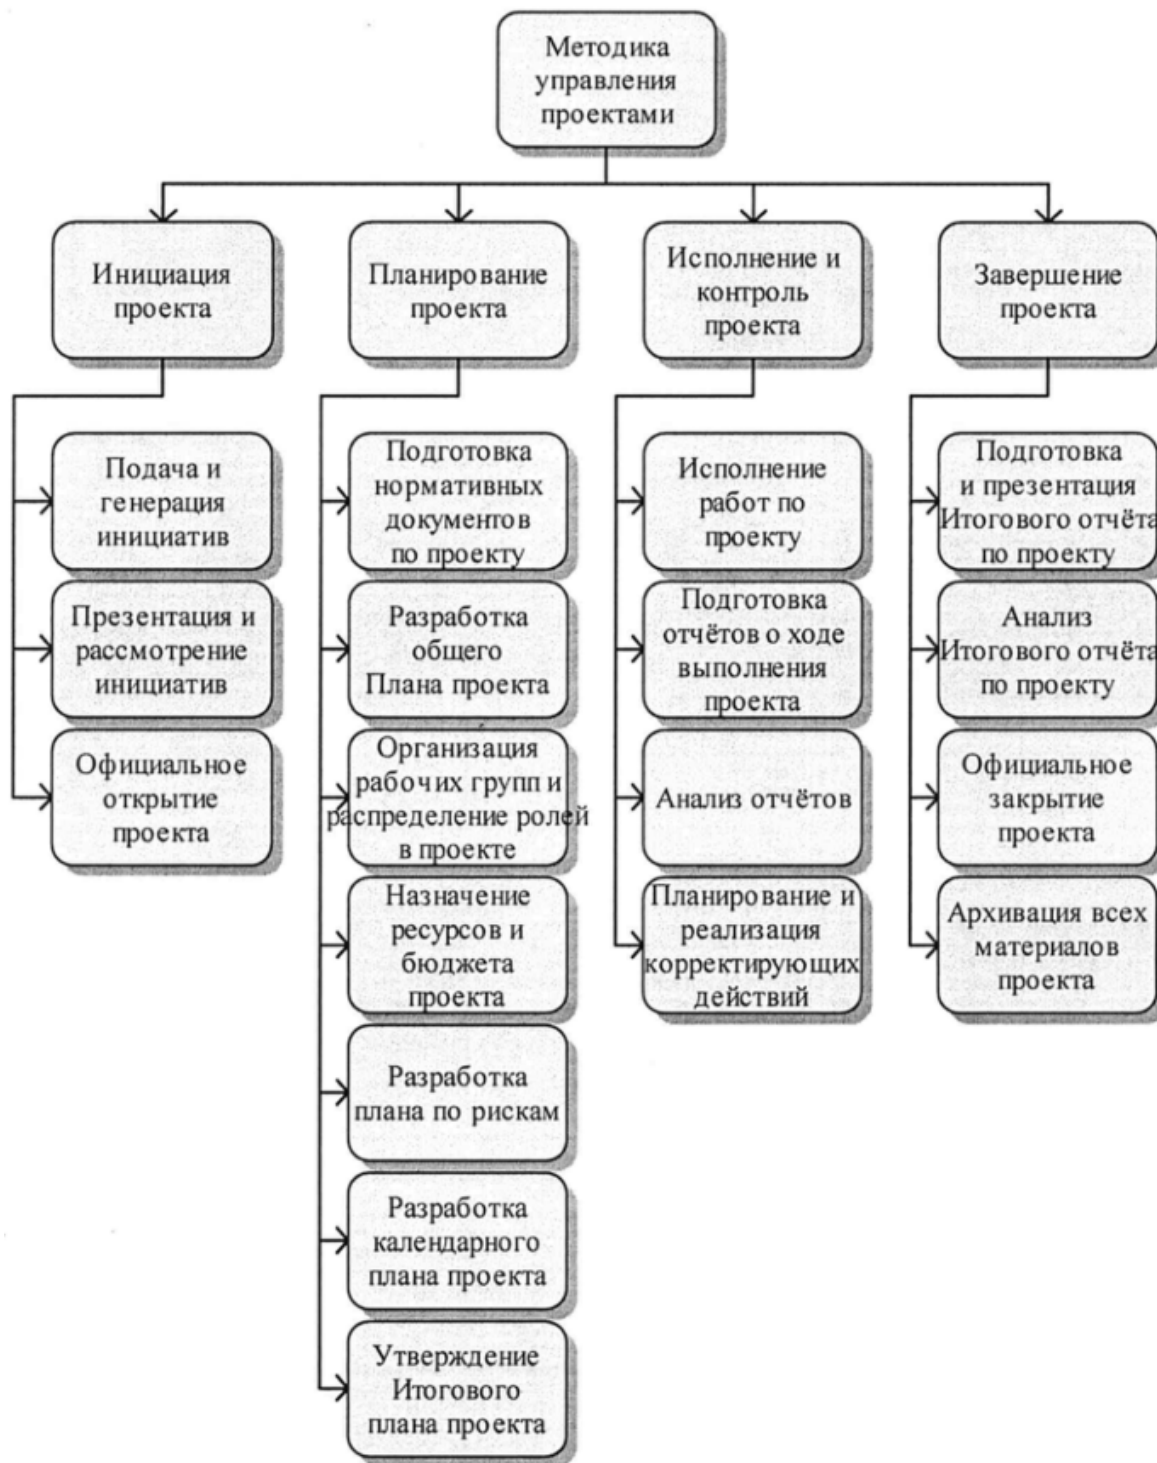 Методика
управления
проектами
Инициация
проекта
Планирование
проекта
Исполнение и
контроль
проекта
Завершение
проекта
Подача и
генерация
инициатив
Презентация и
рассмотрение
инициатив
Официальное
открытие
проекта
Подготовка
нормативных
документов
по проекту
Разработка
общего
Плана проекта
Организация
рабочих групп и
распределение ролей
в проекте
Назначение
ресурсов и
бюджета
проекта
Разработка
плана по рискам
Разработка
календарного
плана проекта
Утверждение
Итогового
плана проекта
Исполнение
работ по
проекту
Подготовка
отчётов о ходе
выполнения
проекта
Анализ отчётов
Планирование и
реализация
корректирующих
действий
Подготовка
и презентация
Итогового отчёта
по проекту
Анализ
Итогового отчёта
по проекту
Официальное
закрытие
проекта
Архивация всех
материалов
проекта